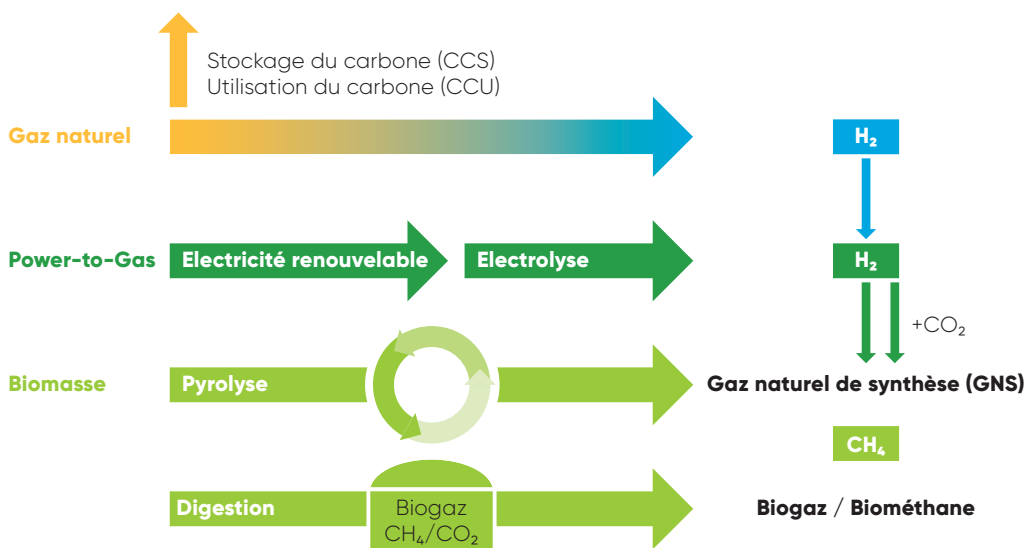 Stockage du carbone (CCS)
Utilisation du carbone (CCU)
Gaz naturel
H₂
Power-to-Gas
Electricité renouvelable
Electrolyse
H₂
+CO₂
Biomasse
Pyrolyse
Gaz naturel de synthèse (GNS)
CH₄
Digestion
Biogaz
CH₄/CO₂
Biogaz / Biométhane